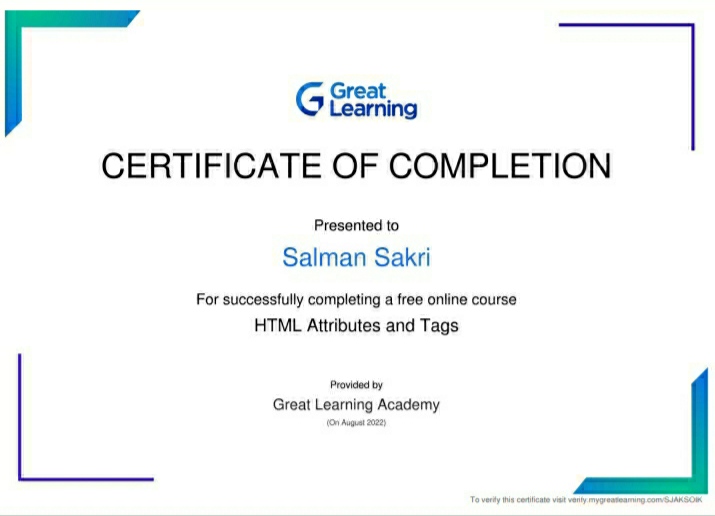 Great
Learning
CERTIFICATE OF COMPLETION
Presented to
Salman Sakri
For successfully completing a free online course
HTML Attributes and Tags
Provided by
Great Learning Academy
(On August 2022)
To verify this certificate visit verify.mygreatlearning.com/SJAKSOIK